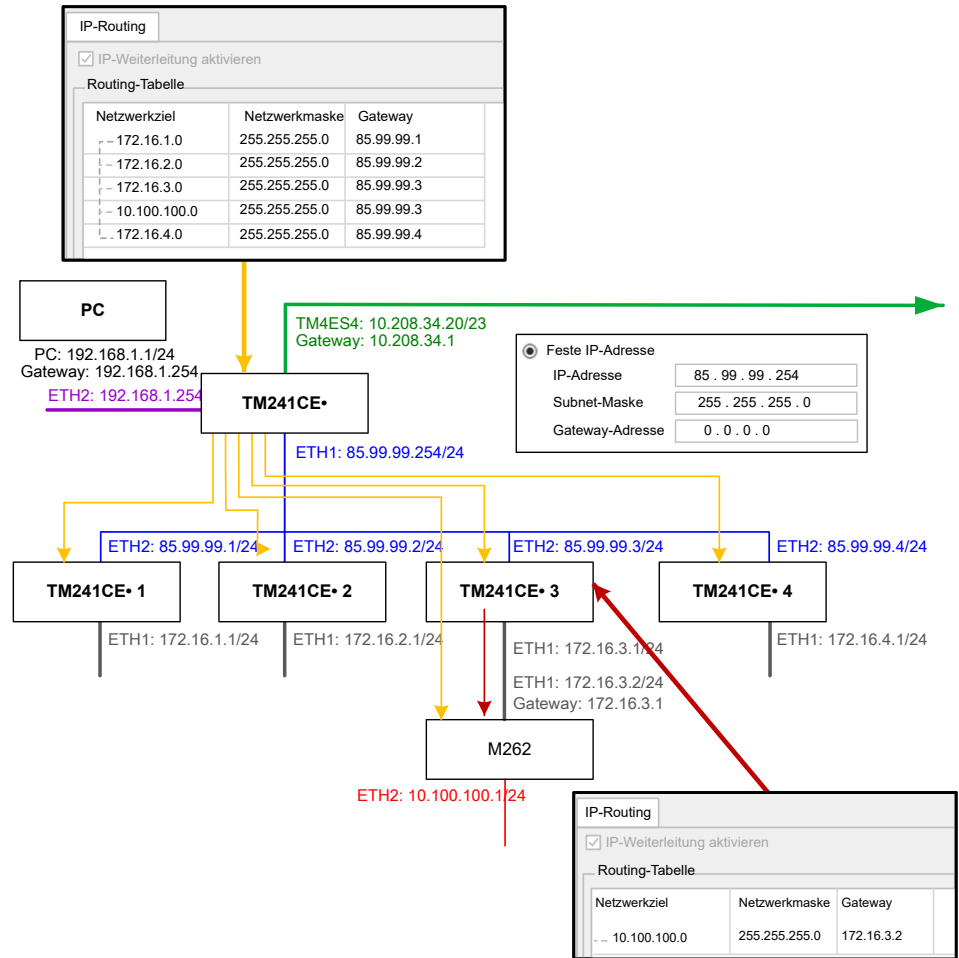 IP-Routing
IP-Weiterleitung aktivieren
Routing-Tabelle
Netzwerkziel Netzwerkmaske Gateway
172.16.1.0 255.255.255.0 85.99.99.1
172.16.2.0 255.255.255.0 85.99.99.2
172.16.3.0 255.255.255.0 85.99.99.3
10.100.100.0 255.255.255.0 85.99.99.3
172.16.4.0 255.255.255.0 85.99.99.4
PC
PC: 192.168.1.1/24
Gateway: 192.168.1.254
ETH2: 192.168.1.254
TM4ES4: 10.208.34.20/23
Gateway: 10.208.34.1
Feste IP-Adresse
IP-Adresse 85 . 99 . 99 . 254
Subnet-Maske 255 . 255 . 255 . 0
Gateway-Adresse 0 . 0 . 0 . 0
TM241CE•
ETH1: 85.99.99.254/24
ETH2: 85.99.99.1/24 ETH2: 85.99.99.2/24 ETH2: 85.99.99.3/24 ETH2: 85.99.99.4/24
TM241CE• 1 TM241CE• 2 TM241CE• 3 TM241CE• 4
ETH1: 172.16.1.1/24 ETH1: 172.16.2.1/24 ETH1: 172.16.3.1/24 ETH1: 172.16.4.1/24
ETH1: 172.16.3.2/24
Gateway: 172.16.3.1
M262
ETH2: 10.100.100.1/24
IP-Routing
IP-Weiterleitung aktivieren
Routing-Tabelle
Netzwerkziel Netzwerkmaske Gateway
10.100.100.0 255.255.255.0 172.16.3.2